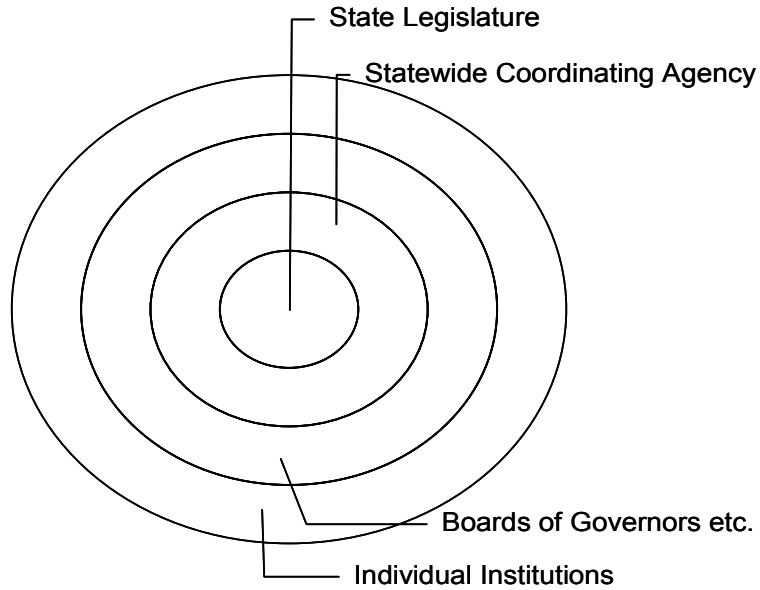 State Legislature
Statewide Coordinating Agency
Boards of Governors etc.
Individual Institutions